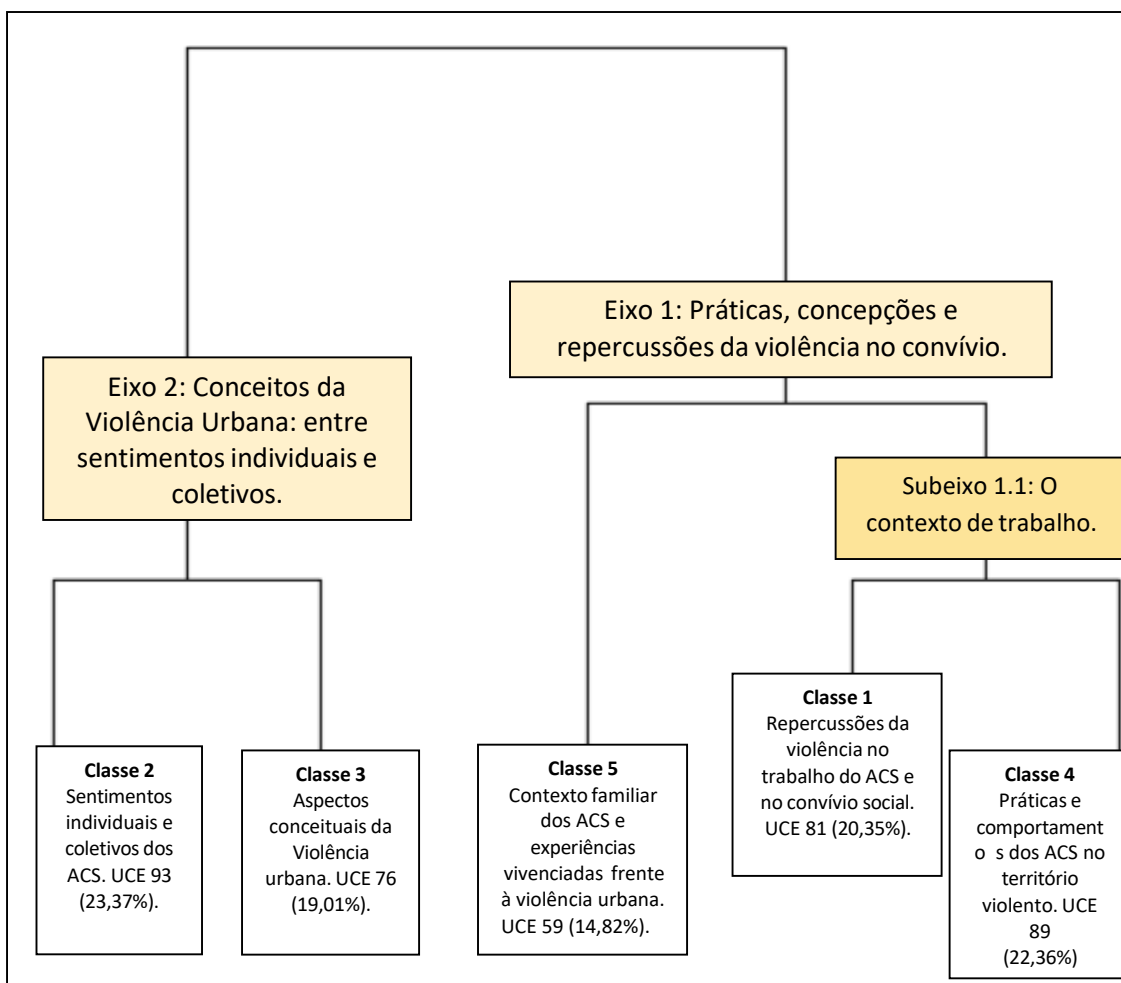 Eixo 1: Práticas, concepções e
repercussões da violência no convívio.
Eixo 2: Conceitos da
Violência Urbana: entre
sentimentos individuais e
coletivos.
Subeixo 1.1: O
contexto de trabalho.
Classe 2
Sentimentos
individuais e
coletivos dos
ACS. UCE 93
(23,37%).
Classe 3
Aspectos
conceituais da
Violência
urbana. UCE 76
(19,01%).
Classe 5
Contexto familiar
dos ACS e
experiências
vivenciadas frente
à violência urbana.
UCE 59 (14,82%).
Classe 1
Repercussões da
violência no
trabalho do ACS e
no convívio social.
UCE 81 (20,35%).
Classe 4
Práticas e
comportament
o s dos ACS no
território
violento. UCE
89
(22,36%)